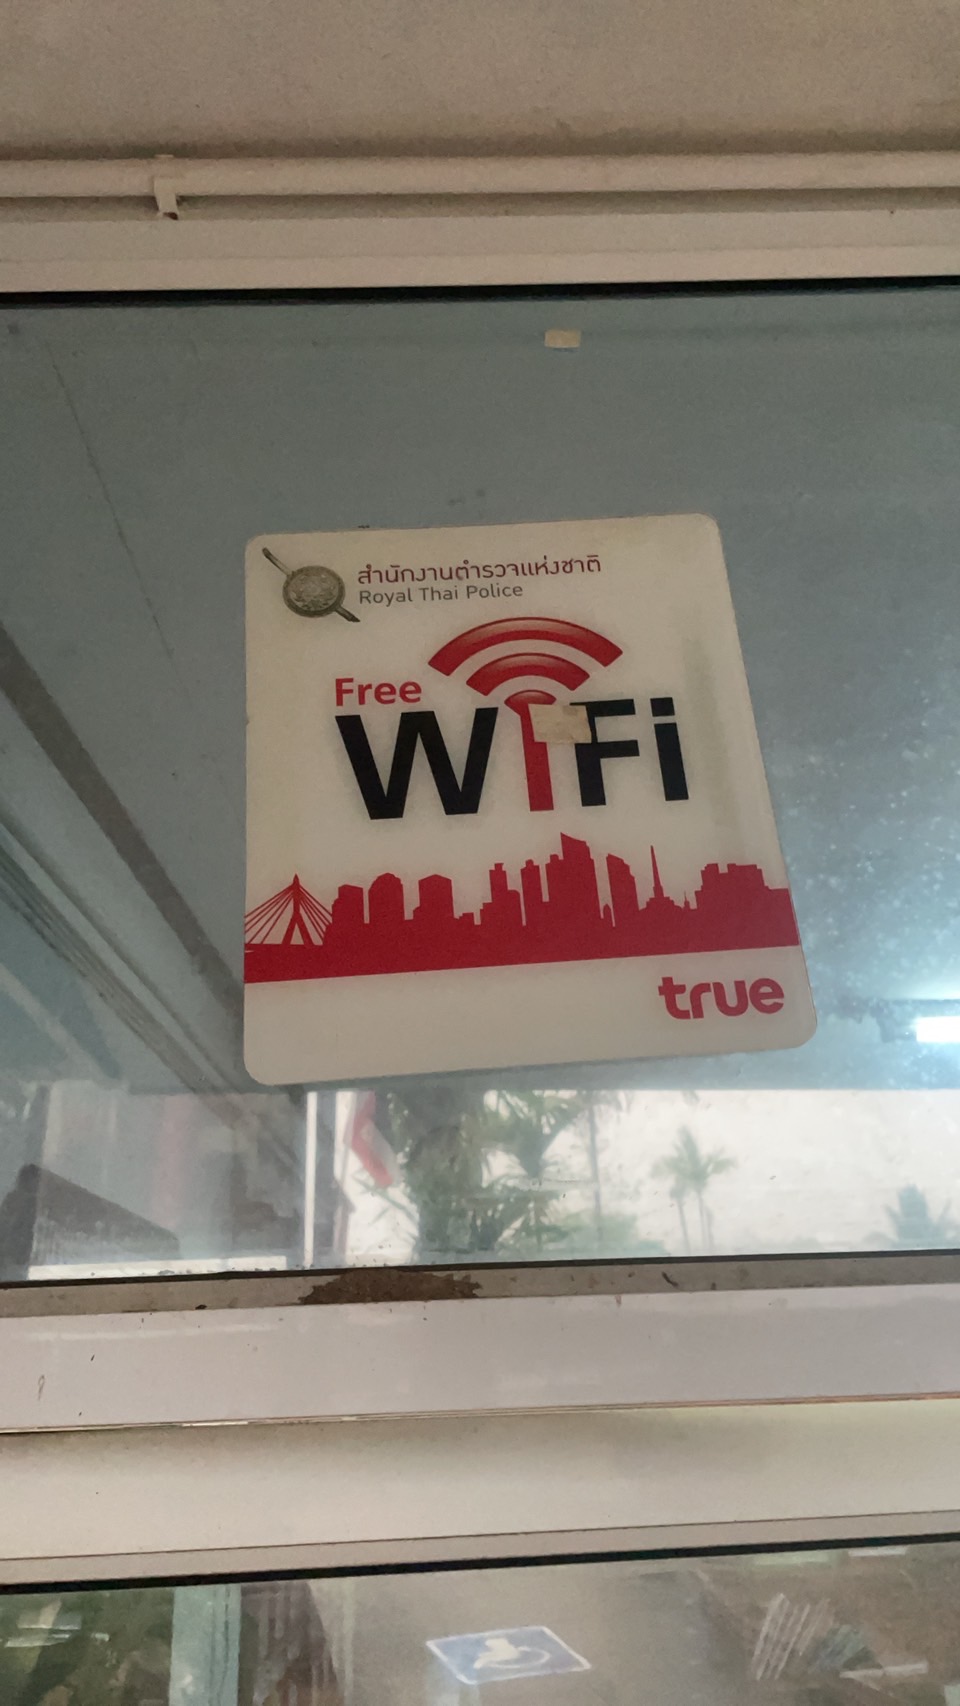 สำนักงานตำรวจแห่งชาติ
Royal Thai Police
Free
WiFi
true